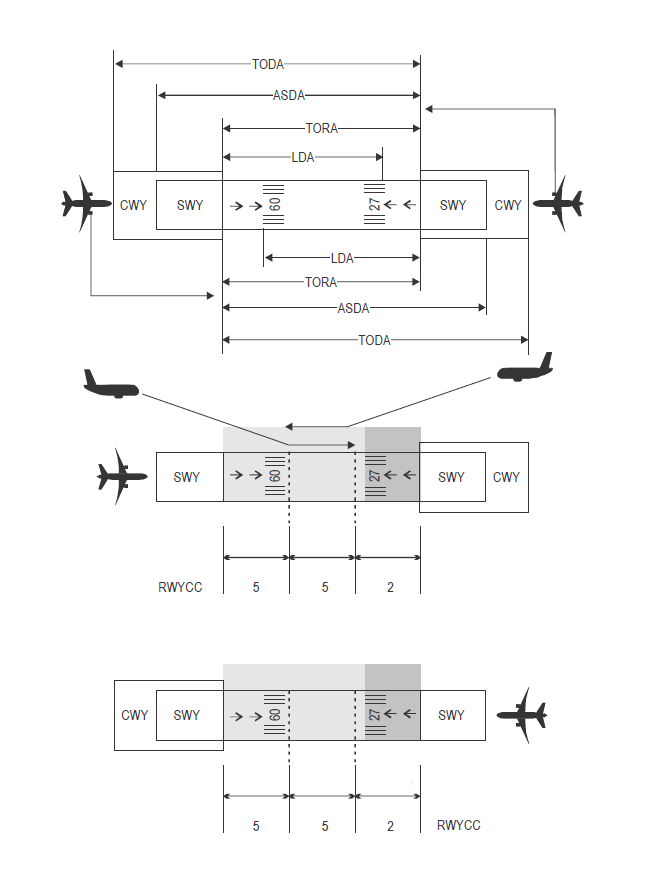 TODA
ASDA
TORA
LDA
CWY
SWY
09
27
SWY
CWY
LDA
TORA
ASDA
TODA
SWY
09
27
SWY
CWY
RWYCC 5 5 2
CWY
SWY
09
27
SWY
5 5 2 RWYCC